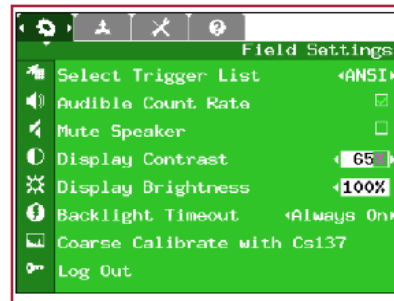 Field Settings
Select Trigger List ANSI
Audible Count Rate
Mute Speaker
Display Contrast 65%
Display Brightness 100%
Backlight Timeout Always On
Coarse Calibrate with Cs137
Log Out